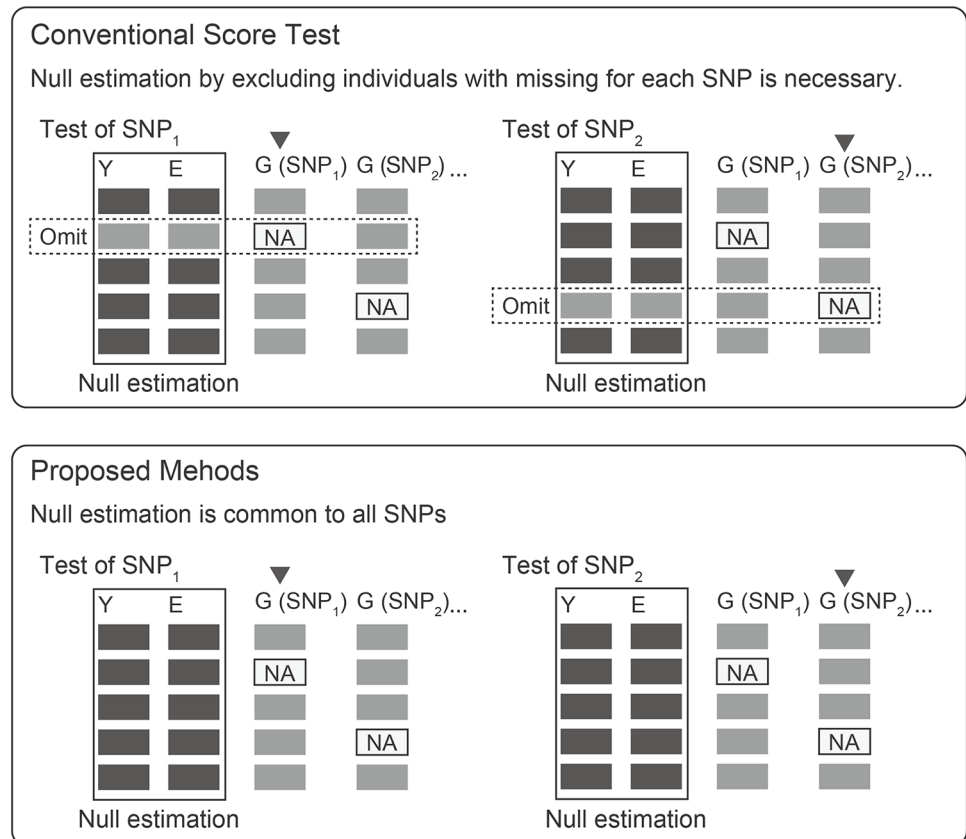 Conventional Score Test
Null estimation by excluding individuals with missing for each SNP is necessary.
Test of SNP1
Y E G (SNP1) G (SNP2)...
Omit NA
NA
Null estimation
Test of SNP2
Y E G (SNP1) G (SNP2)...
NA
Omit NA
Null estimation
Proposed Mehods
Null estimation is common to all SNPs
Test of SNP1
Y E G (SNP1) G (SNP2)...
NA
NA
Null estimation
Test of SNP2
Y E G (SNP1) G (SNP2)...
NA
NA
Null estimation